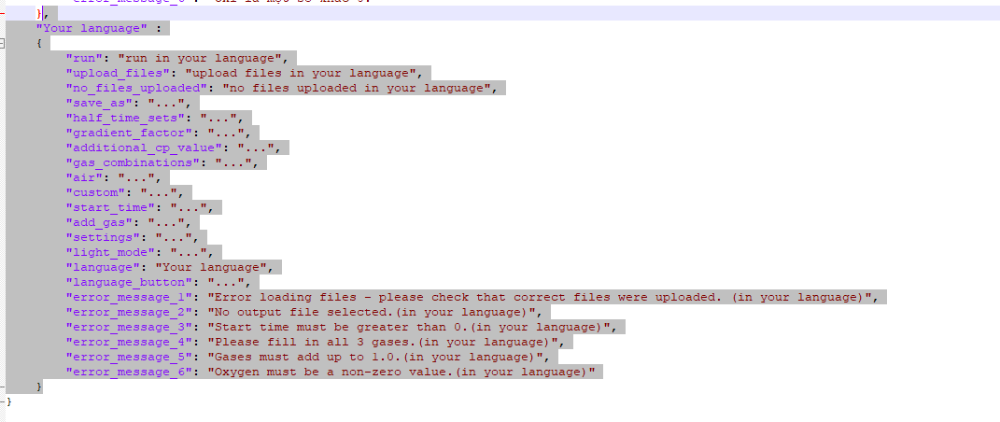 },
"Your language" :
{
"run": "run in your language",
"upload_files": "upload files in your language",
"no_files_uploaded": "no files uploaded in your language",
"save_as": "...",
"half_time_sets": "...",
"gradient_factor": "...",
"additional_cp_value": "...",
"gas_combinations": "...",
"air": "...",
"custom": "...",
"start_time": "...",
"add_gas": "...",
"settings": "...",
"light_mode": "...",
"language": "Your language",
"language_button": "...",
"error_message_1": "Error loading files - please check that correct files were uploaded. (in your language)",
"error_message_2": "No output file selected.(in your language)",
"error_message_3": "Start time must be greater than 0.(in your language)",
"error_message_4": "Please fill in all 3 gases.(in your language)",
"error_message_5": "Gases must add up to 1.0.(in your language)",
"error_message_6": "Oxygen must be a non-zero value.(in your language)"
}
}